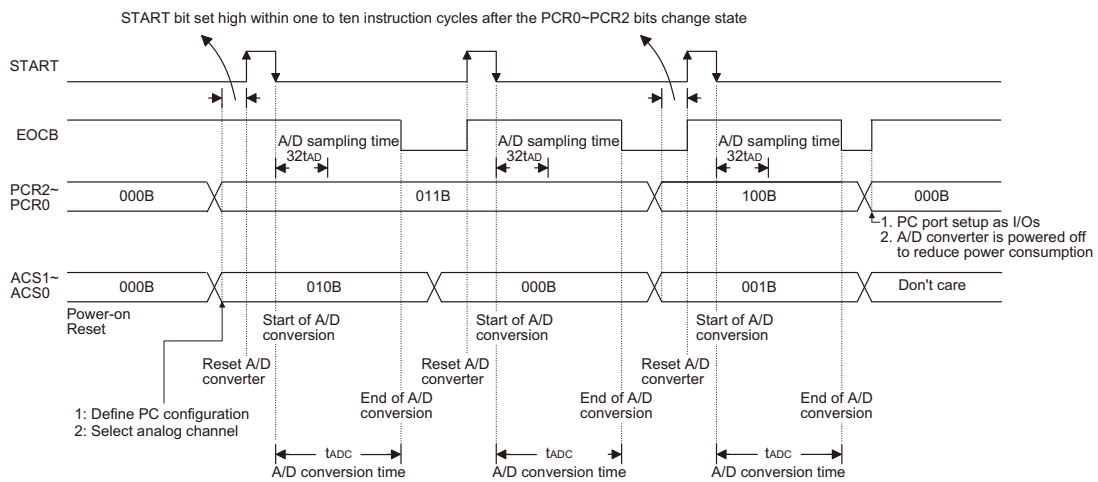 START bit set high within one to ten instruction cycles after the PCR0~PCR2 bits change state
START
EOCB
A/D sampling time
32tAD
A/D sampling time
32tAD
A/D sampling time
32tAD
PCR2~
PCR0
000B
011B
100B
000B
1. PC port setup as I/Os
2. A/D converter is powered off
to reduce power consumption
ACS1~
ACS0
000B
010B
000B
001B
Don't care
Power-on
Reset
Start of A/D
conversion
Start of A/D
conversion
Start of A/D
conversion
Reset A/D
converter
Reset A/D
converter
Reset A/D
converter
1: Define PC configuration
2: Select analog channel
End of A/D
conversion
End of A/D
conversion
End of A/D
conversion
tADC
A/D conversion time
tADC
A/D conversion time
tADC
A/D conversion time